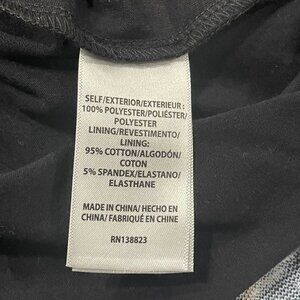 SELF/EXTERIOR/EXTERIEUR :
100% POLYESTER/POLIÉSTER/
POLYESTER
LINING/REVESTIMENTO/
LINING:
95% COTTON/ALGODÓN/
COTON
5% SPANDEX/ELASTANO/
ELASTHANE
MADE IN CHINA/ HECHO EN
CHINA/ FABRIQUÉ EN CHINE
RN138823